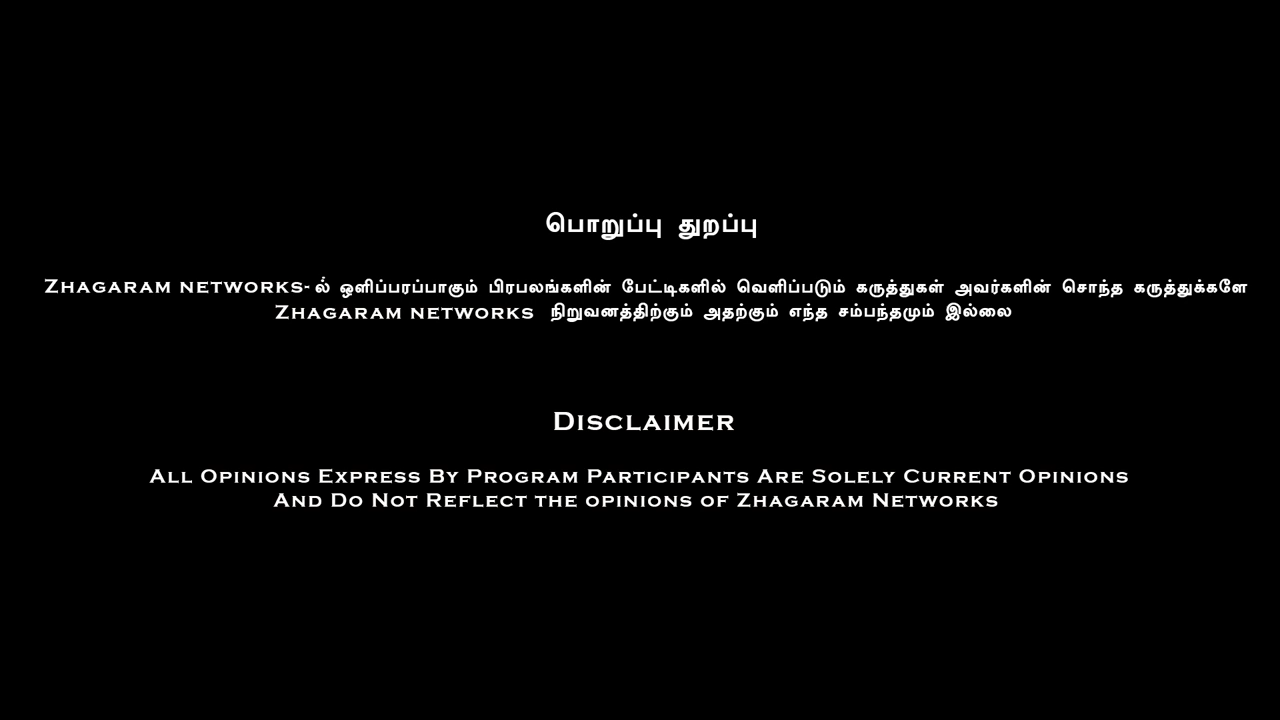 பொறுப்பு துறப்பு
ZHAGARAM NETWORKS-ல் ஒளிப்பரப்பாகும் பிரபலங்களின் பேட்டிகளில் வெளிப்படும் கருத்துகள் அவர்களின் சொந்த கருத்துக்களே
ZHAGARAM NETWORKS நிறுவனத்திற்கும் அதற்கும் எந்த சம்பந்தமும் இல்லை
DISCLAIMER
ALL OPINIONS EXPRESS BY PROGRAM PARTICIPANTS ARE SOLELY CURRENT OPINIONS
AND DO NOT REFLECT THE OPINIONS OF ZHAGARAM NETWORKS